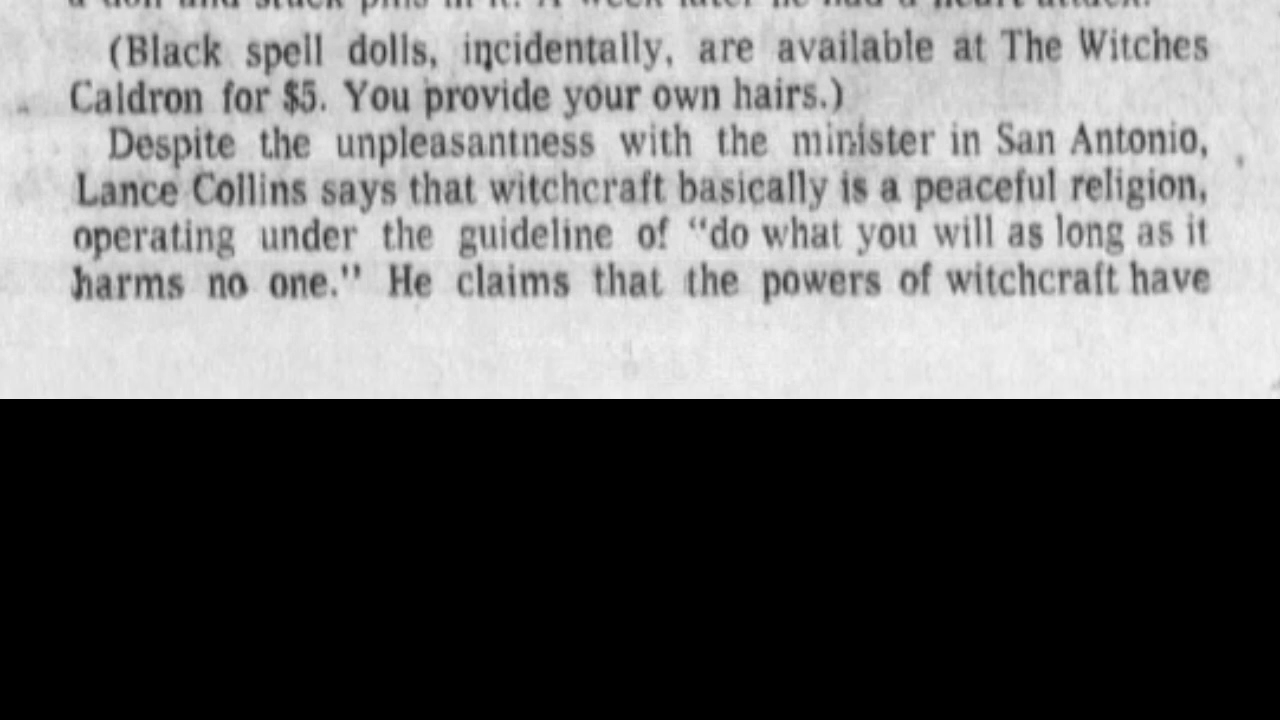 (Black spell dolls, incidentally, are available at The Witches
Caldron for $5. You provide your own hairs.)
Despite the unpleasantness with the minister in San Antonio,
Lance Collins says that witchcraft basically is a peaceful religion,
operating under the guideline of “do what you will as long as it
harms no one.” He claims that the powers of witchcraft have